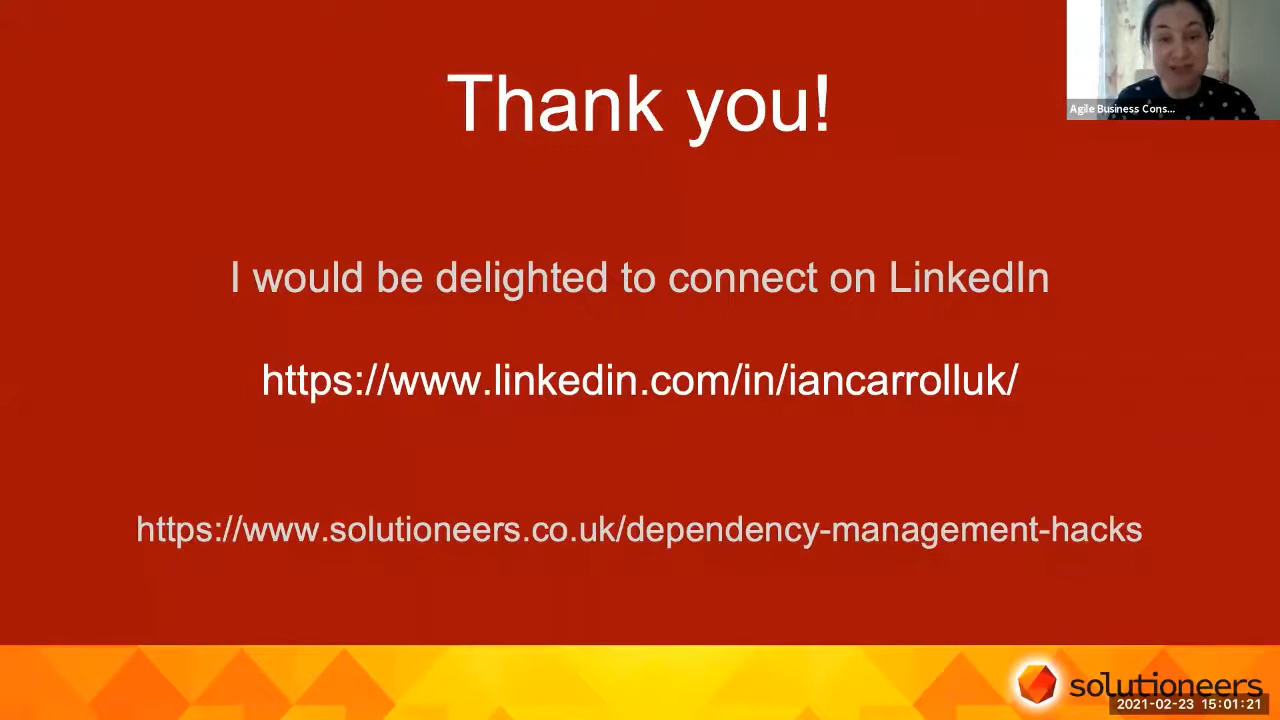 Thank you!
Agile Business Cons...
I would be delighted to connect on LinkedIn
https://www.linkedin.com/in/iancarrolluk/
https://www.solutioneers.co.uk/dependency-management-hacks
solutioneers
2021-02-23 15:01:21